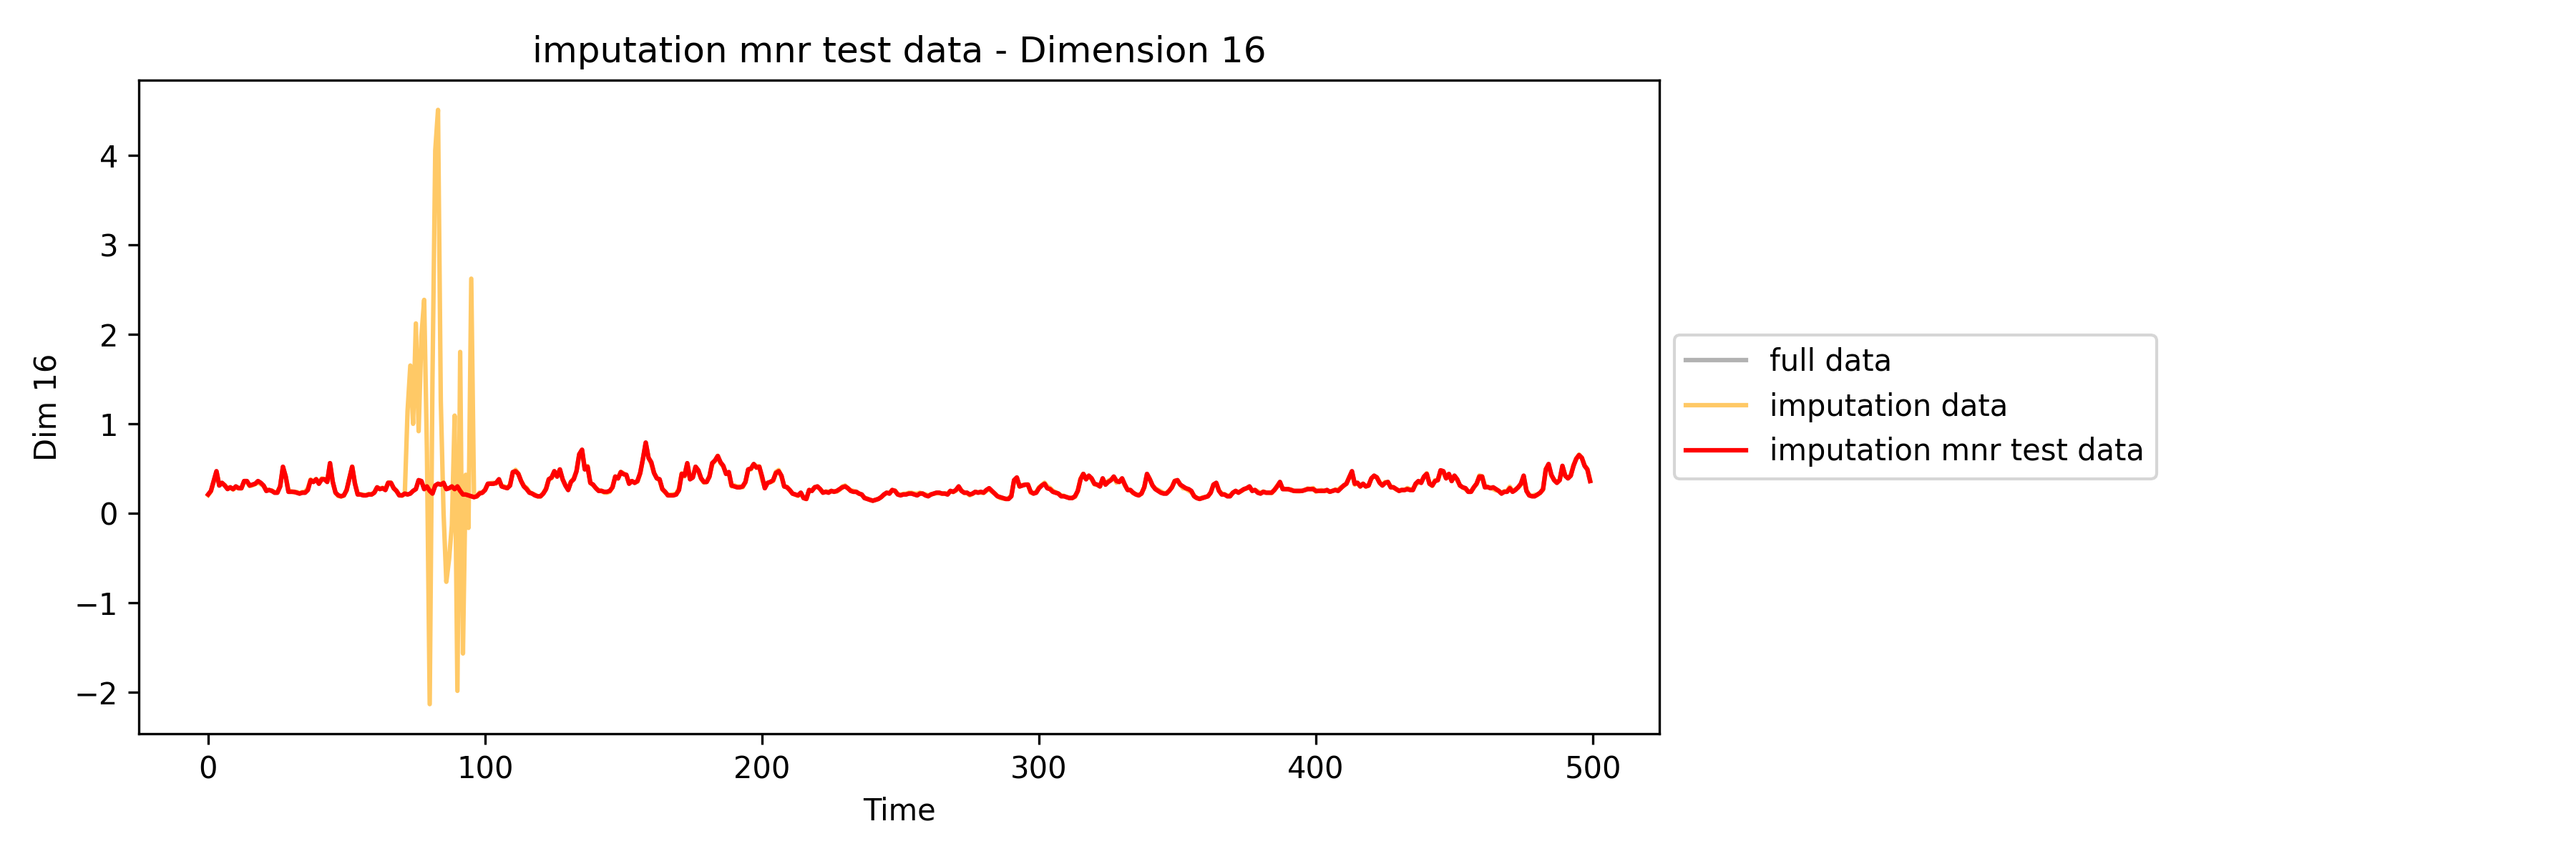 imputation mnr test data - Dimension 16
Dim 16
4
3
2
1
0
−1
−2
0 100 200 300 400 500
Time
full data
imputation data
imputation mnr test data